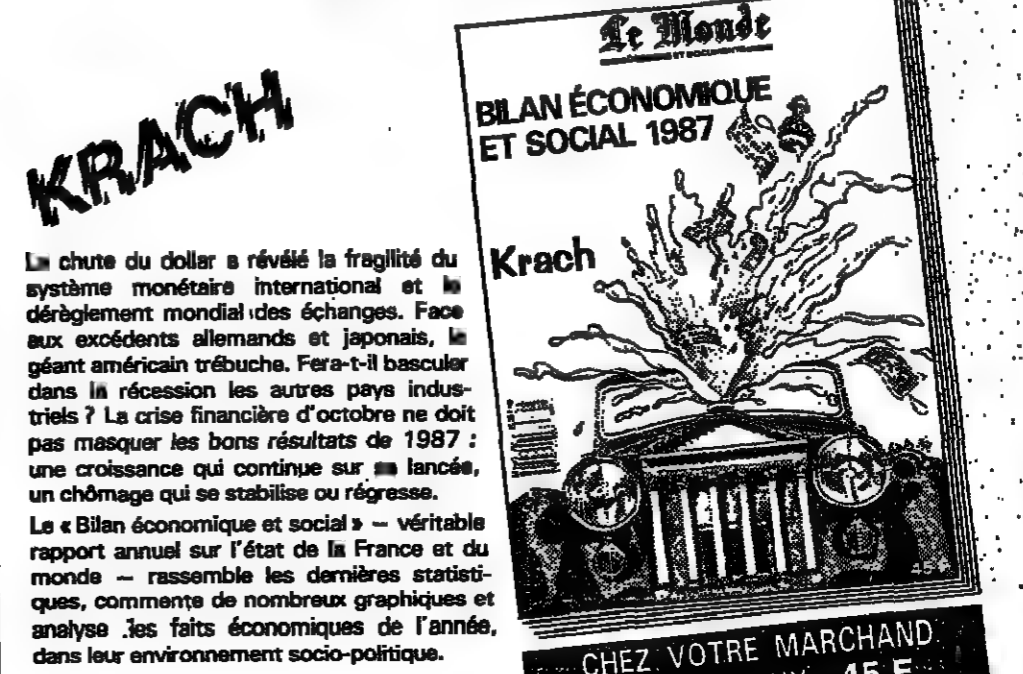 KRACH
La chute du dollar a révélé la fragilité du
système monétaire international et le
dérèglement mondial des échanges. Face
aux excédents allemands et japonais, le
géant américain trébuche. Fera-t-il basculer
dans la récession les autres pays indus-
triels ? La crise financière d'octobre ne doit
pas masquer les bons résultats de 1987 :
une croissance qui continue sur sa lancée,
un chômage qui se stabilise ou régresse.
Le « Bilan économique et social » — véritable
rapport annuel sur l'état de la France et du
monde — rassemble les dernières statisti-
ques, commente de nombreux graphiques et
analyse les faits économiques de l'année,
dans leur environnement socio-politique.
Le Monde
DOSSIERS ET DOCUMENTS
BILAN ÉCONOMIQUE
ET SOCIAL 1987
Krach
CHEZ VOTRE MARCHAND
45 F